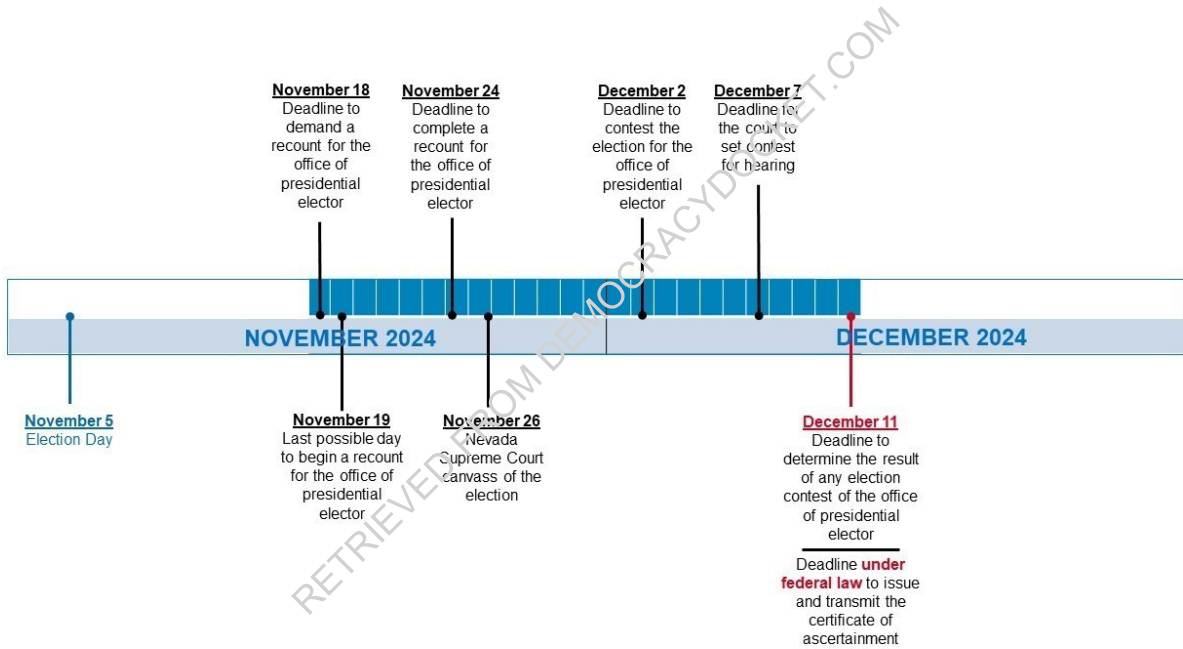 November 18
Deadline to
demand a
recount for the
office of
presidential
elector
November 24
Deadline to
complete a
recount for
the office of
presidential
elector
December 2
Deadline to
contest the
election for the
office of
presidential
elector
December 7
Deadline for
the court to
set contest
for hearing
NOVEMBER 2024
DECEMBER 2024
November 5
Election Day
November 19
Last possible day
to begin a recount
for the office of
presidential
elector
November 26
Nevada
Supreme Court
canvass of the
election
December 11
Deadline to
determine the result
of any election
contest of the office
of presidential
elector
Deadline under
federal law to issue
and transmit the
certificate of
ascertainment
RETRIEVED FROM DEMOCRACYDOCKET.COM